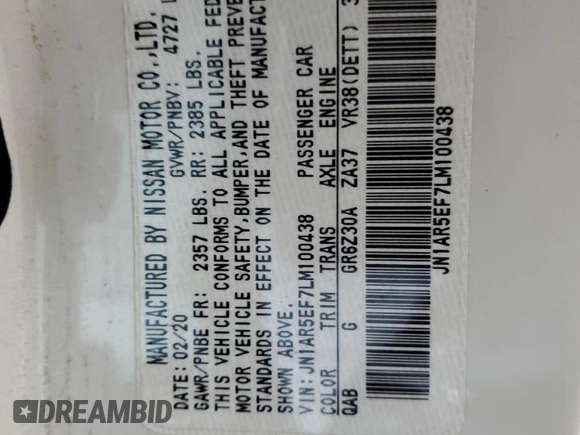 MANUFACTURED BY NISSAN MOTOR CO.,LTD.
DATE: 02/20 GVWR/PNBV: 4727
GAWR/PNBE FR: 2357 LBS. RR: 2385 LBS.
THIS VEHICLE CONFORMS TO ALL APPLICABLE
MOTOR VEHICLE SAFETY,BUMPER,AND THEFT
STANDARDS IN EFFECT ON THE DATE OF
SHOWN ABOVE.
VIN:JN1AR5EF7LM100438 PASSENGER CAR
COLOR TRIM TRANS AXLE ENGINE
QAB G GR6Z30A ZA37 VR38(DETT)
JN1AR5EF7LM100438
DREAMBID